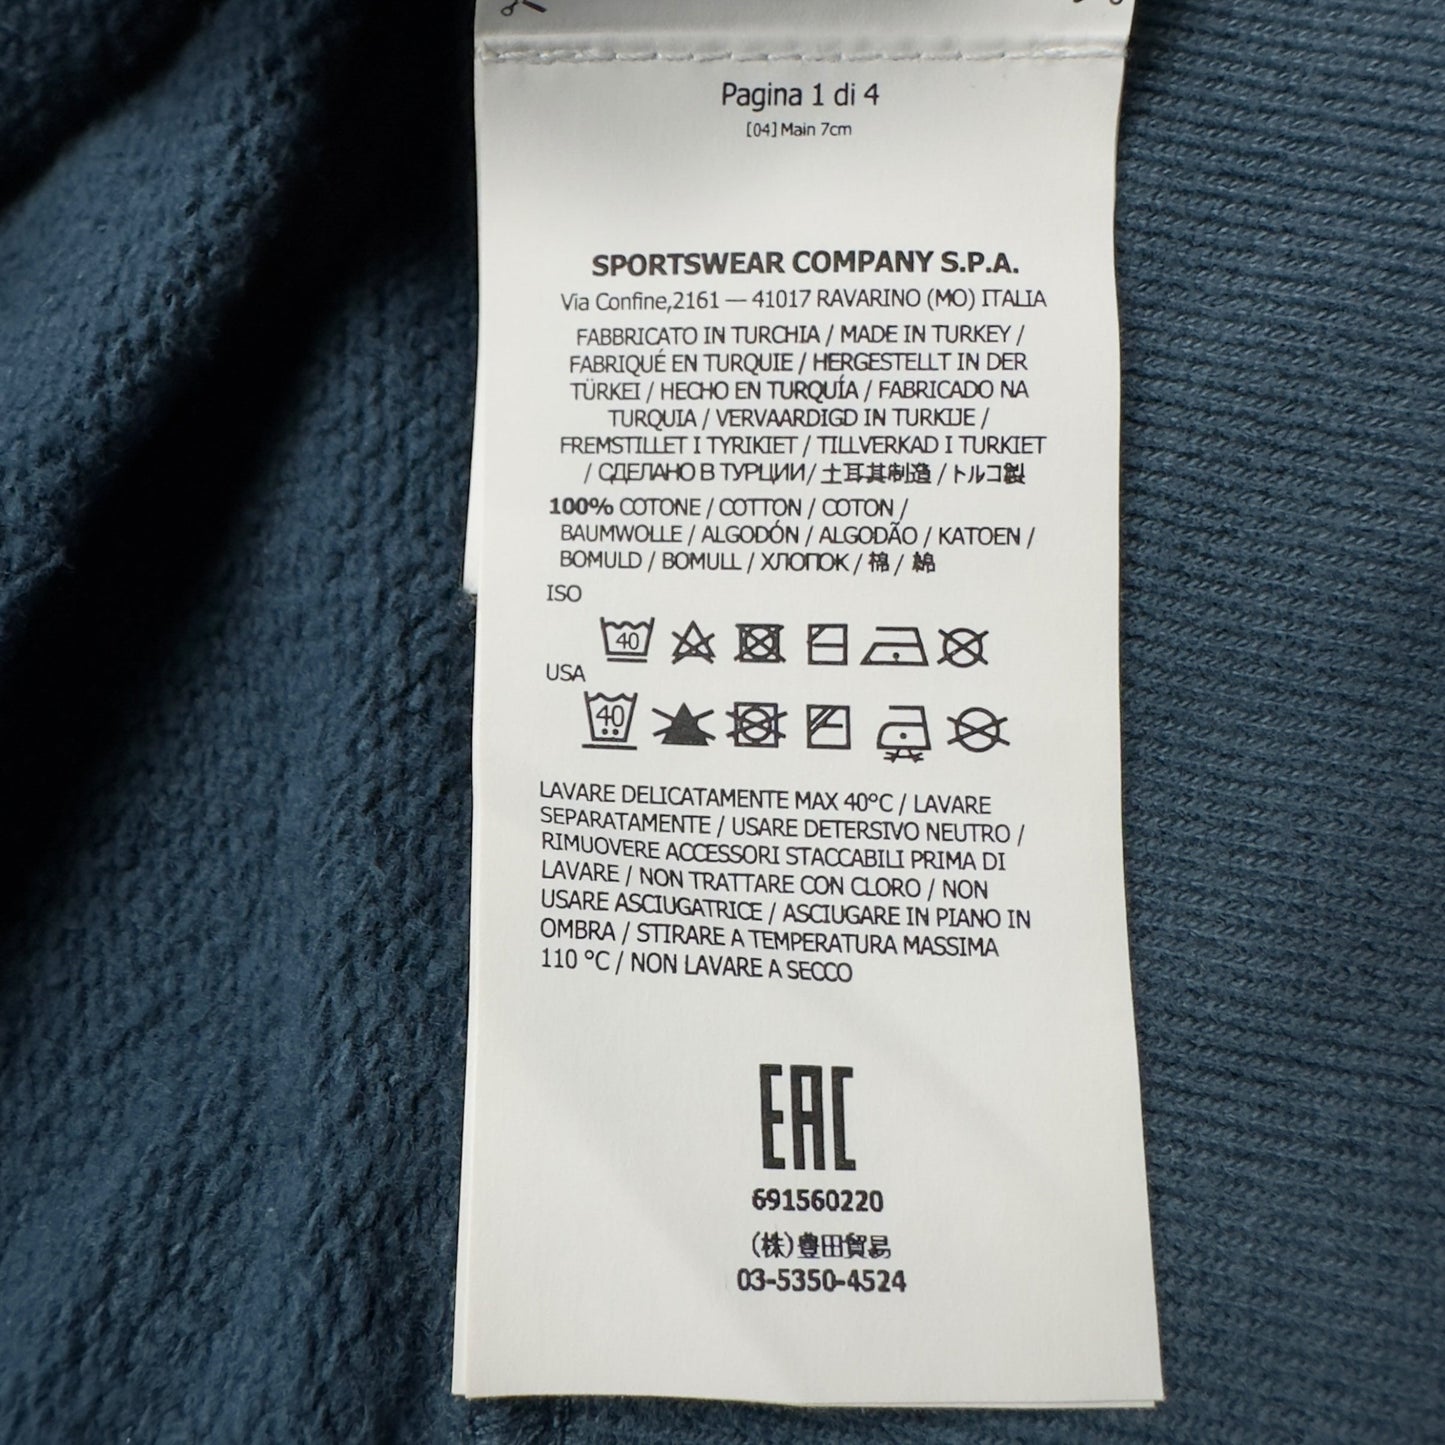 Pagina 1 di 4
[04] Main 7cm
SPORTSWEAR COMPANY S.P.A.
Via Confine,2161 — 41017 RAVARINO (MO) ITALIA
FABBRICATO IN TURCHIA / MADE IN TURKEY /
FABRIQUÉ EN TURQUIE / HERGESTELLT IN DER
TÜRKEI / HECHO EN TURQUÍA / FABRICADO NA
TURQUIA / VERVAARDIGD IN TURKIJE /
FREMSTILLET I TYRIKIET / TILLVERKAD I TURKIET
/ СДЕЛАНО В ТУРЦИИ/ 土耳其制造 / トルコ製
100% COTONE / COTTON / COTON /
BAUMWOLLE / ALGODÓN / ALGODÃO / KATOEN /
BOMULD / BOMULL / ХЛОПОК / 棉 / 綿
ISO
40
USA
40
LAVARE DELICATAMENTE MAX 40°C / LAVARE
SEPARATAMENTE / USARE DETERSIVO NEUTRO /
RIMUOVERE ACCESSORI STACCABILI PRIMA DI
LAVARE / NON TRATTARE CON CLORO / NON
USARE ASCIUGATRICE / ASCIUGARE IN PIANO IN
OMBRA / STIRARE A TEMPERATURA MASSIMA
110 °C / NON LAVARE A SECCO
EAC
691560220
(株)豊田貿易
03-5350-4524